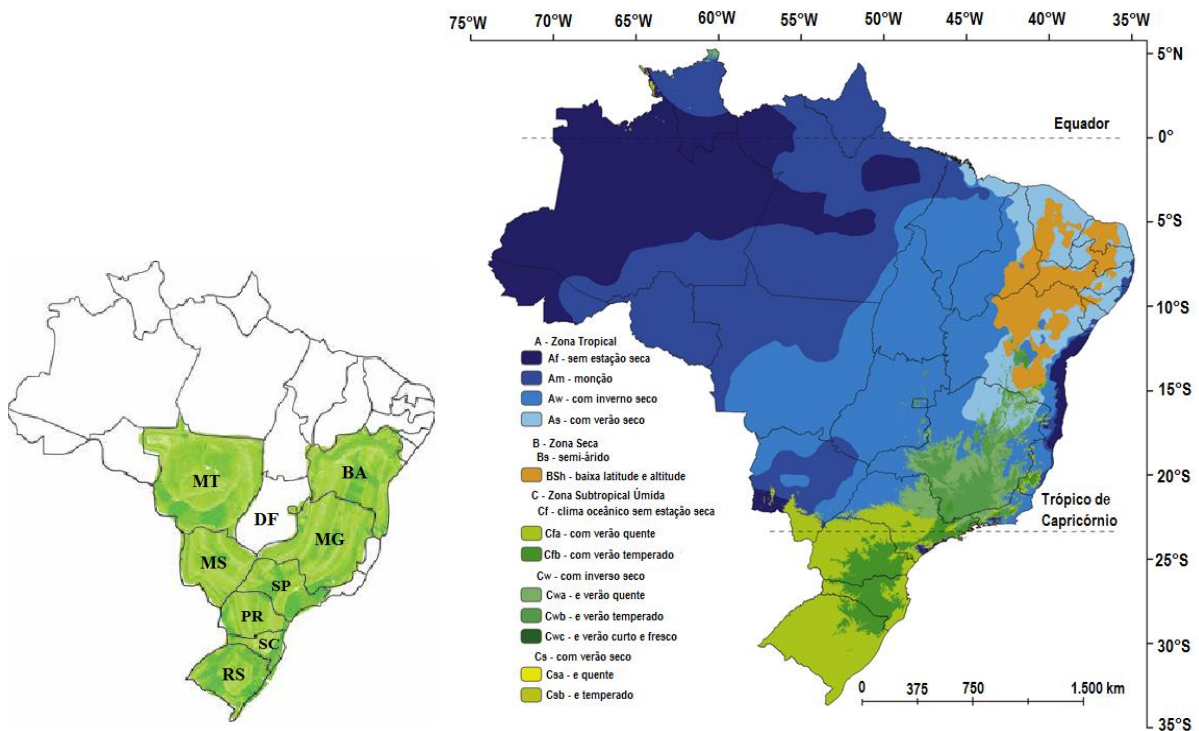 75°W 70°W 65°W 60°W 55°W 50°W 45°W 40°W 35°W
5°N
Equador
0°
5°S
10°S
15°S
20°S
Trópico de
Capricórnio
25°S
30°S
35°S
A - Zona Tropical
Af - sem estação seca
Am - monção
Aw - com inverno seco
As - com verão seco
B - Zona Seca
Bs - semi-árido
BSh - baixa latitude e altitude
C - Zona Subtropical Úmida
Cf - clima oceânico sem estação seca
Cfa - com verão quente
Cfb - com verão temperado
Cw - com inverso seco
Cwa - e verão quente
Cwb - e verão temperado
Cwc - e verão curto e fresco
Cs - com verão seco
Csa - e quente
Csb - e temperado
0 375 750 1.500 km
MT
BA
DF
MG
MS
SP
PR
SC
RS